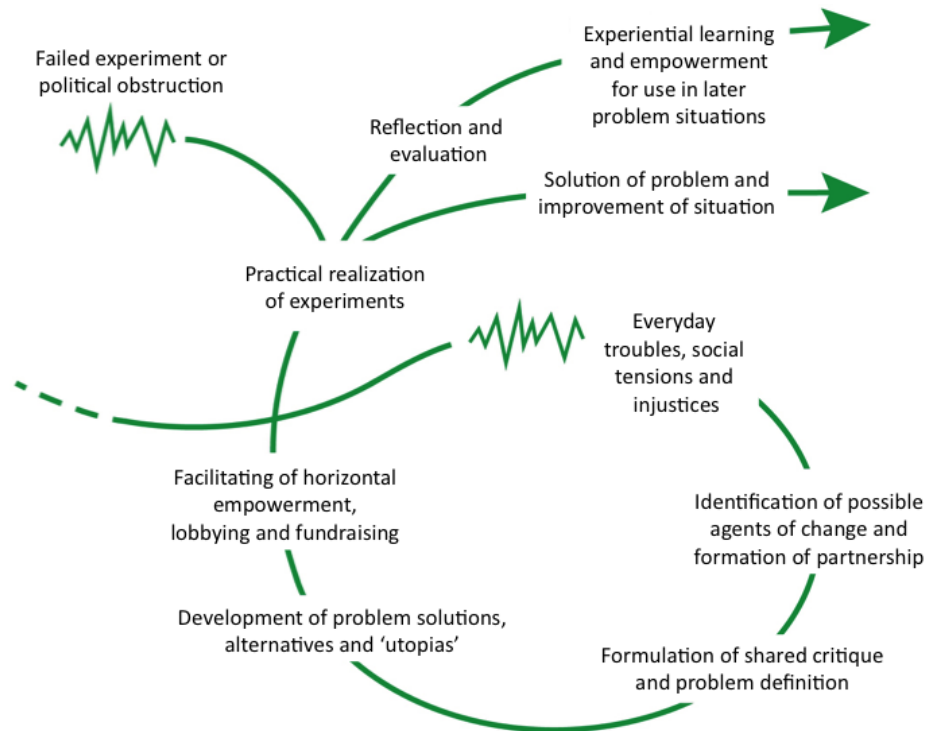 Failed experiment or
political obstruction
Experiential learning
and empowerment
for use in later
problem situations
Reflection and
evaluation
Solution of problem and
improvement of situation
Practical realization
of experiments
Everyday
troubles, social
tensions and
injustices
Facilitating of horizontal
empowerment,
lobbying and fundraising
Identification of possible
agents of change and
formation of partnership
Development of problem solutions,
alternatives and ‘utopias’
Formulation of shared critique
and problem definition